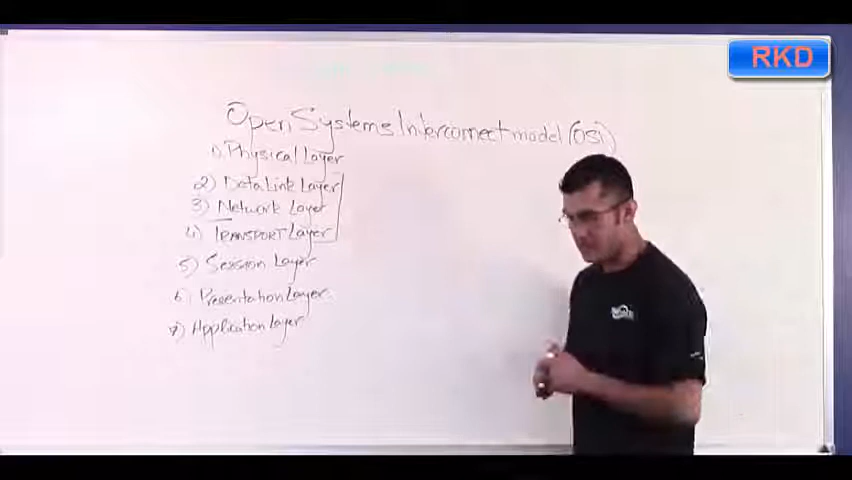 RKD
Open Systems Interconnect model (OSI)
1) Physical Layer
2) Data Link Layer
3) Network Layer
4) TRANSPORT Layer
5) Session Layer
6) Presentation Layer
7) Application Layer